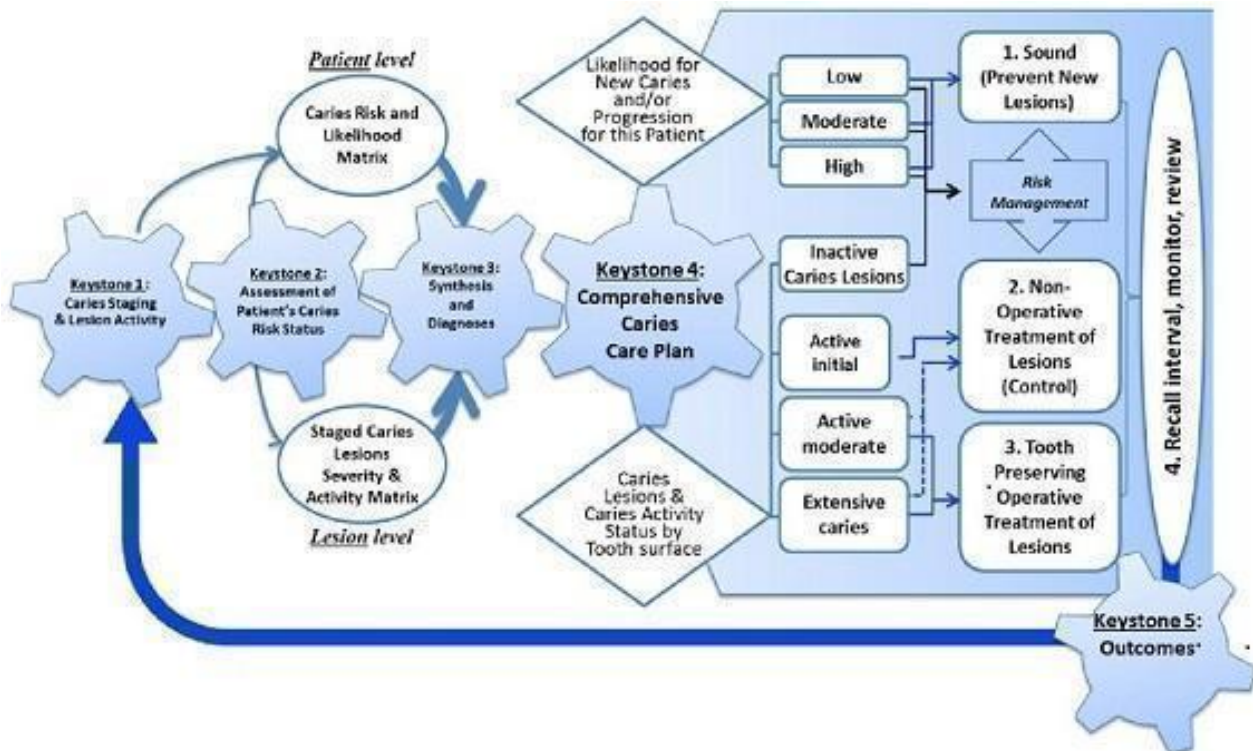 Patient level
Caries Risk and
Likelihood
Matrix
Keystone 1:
Caries Staging
& Lesion Activity
Keystone 2:
Assessment of
Patient's Caries
Risk Status
Keystone 3:
Synthesis
and
Diagnoses
Staged Caries
Lesions
Severity &
Activity Matrix
Lesion level
Likelihood for
New Caries
and/or
Progression
for this Patient
Keystone 4:
Comprehensive
Caries
Care Plan
Caries
Lesions &
Caries Activity
Status by
Tooth surface
Low
Moderate
High
Inactive
Caries Lesions
Active
initial
Active
moderate
Extensive
caries
1. Sound
(Prevent New
Lesions)
Risk
Management
2. Non-
Operative
Treatment of
Lesions
(Control)
3. Tooth
Preserving
Operative
Treatment of
Lesions
4. Recall interval, monitor, review
Keystone 5:
Outcomes